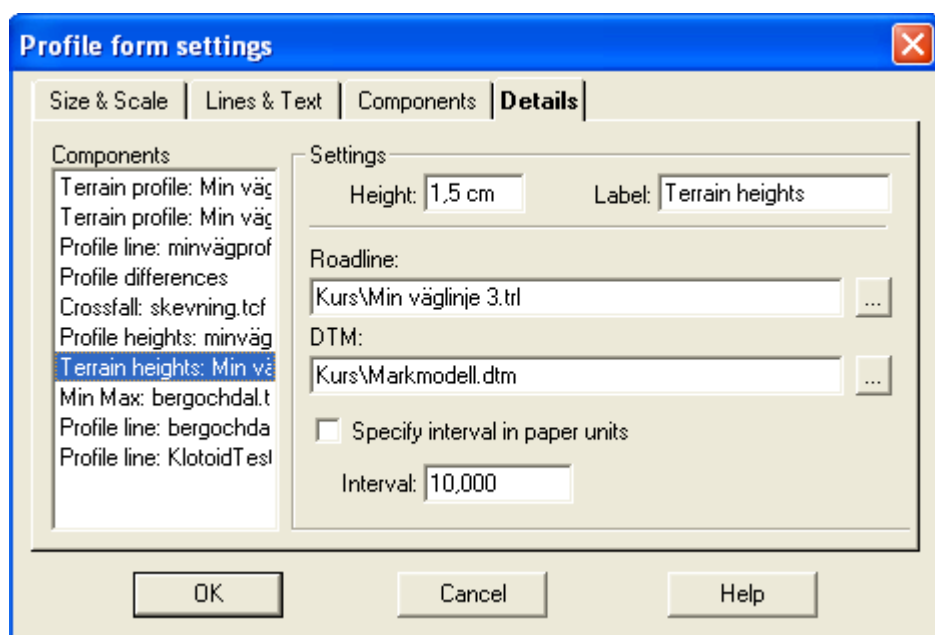 Profile form settings
Size & Scale Lines & Text Components Details
Components
Terrain profile: Min väg
Terrain profile: Min väg
Profile line: minvägprof
Profile differences
Crossfall: skevning.tcf
Profile heights: minväg
Terrain heights: Min vä
Min Max: bergochdal.t
Profile line: bergochda
Profile line: KlotoidTest
Settings
Height: 1,5 cm Label: Terrain heights
Roadline:
Kurs\Min väglinje 3.trl ...
DTM:
Kurs\Markmodell.dtm ...
Specify interval in paper units
Interval: 10,000
OK Cancel Help